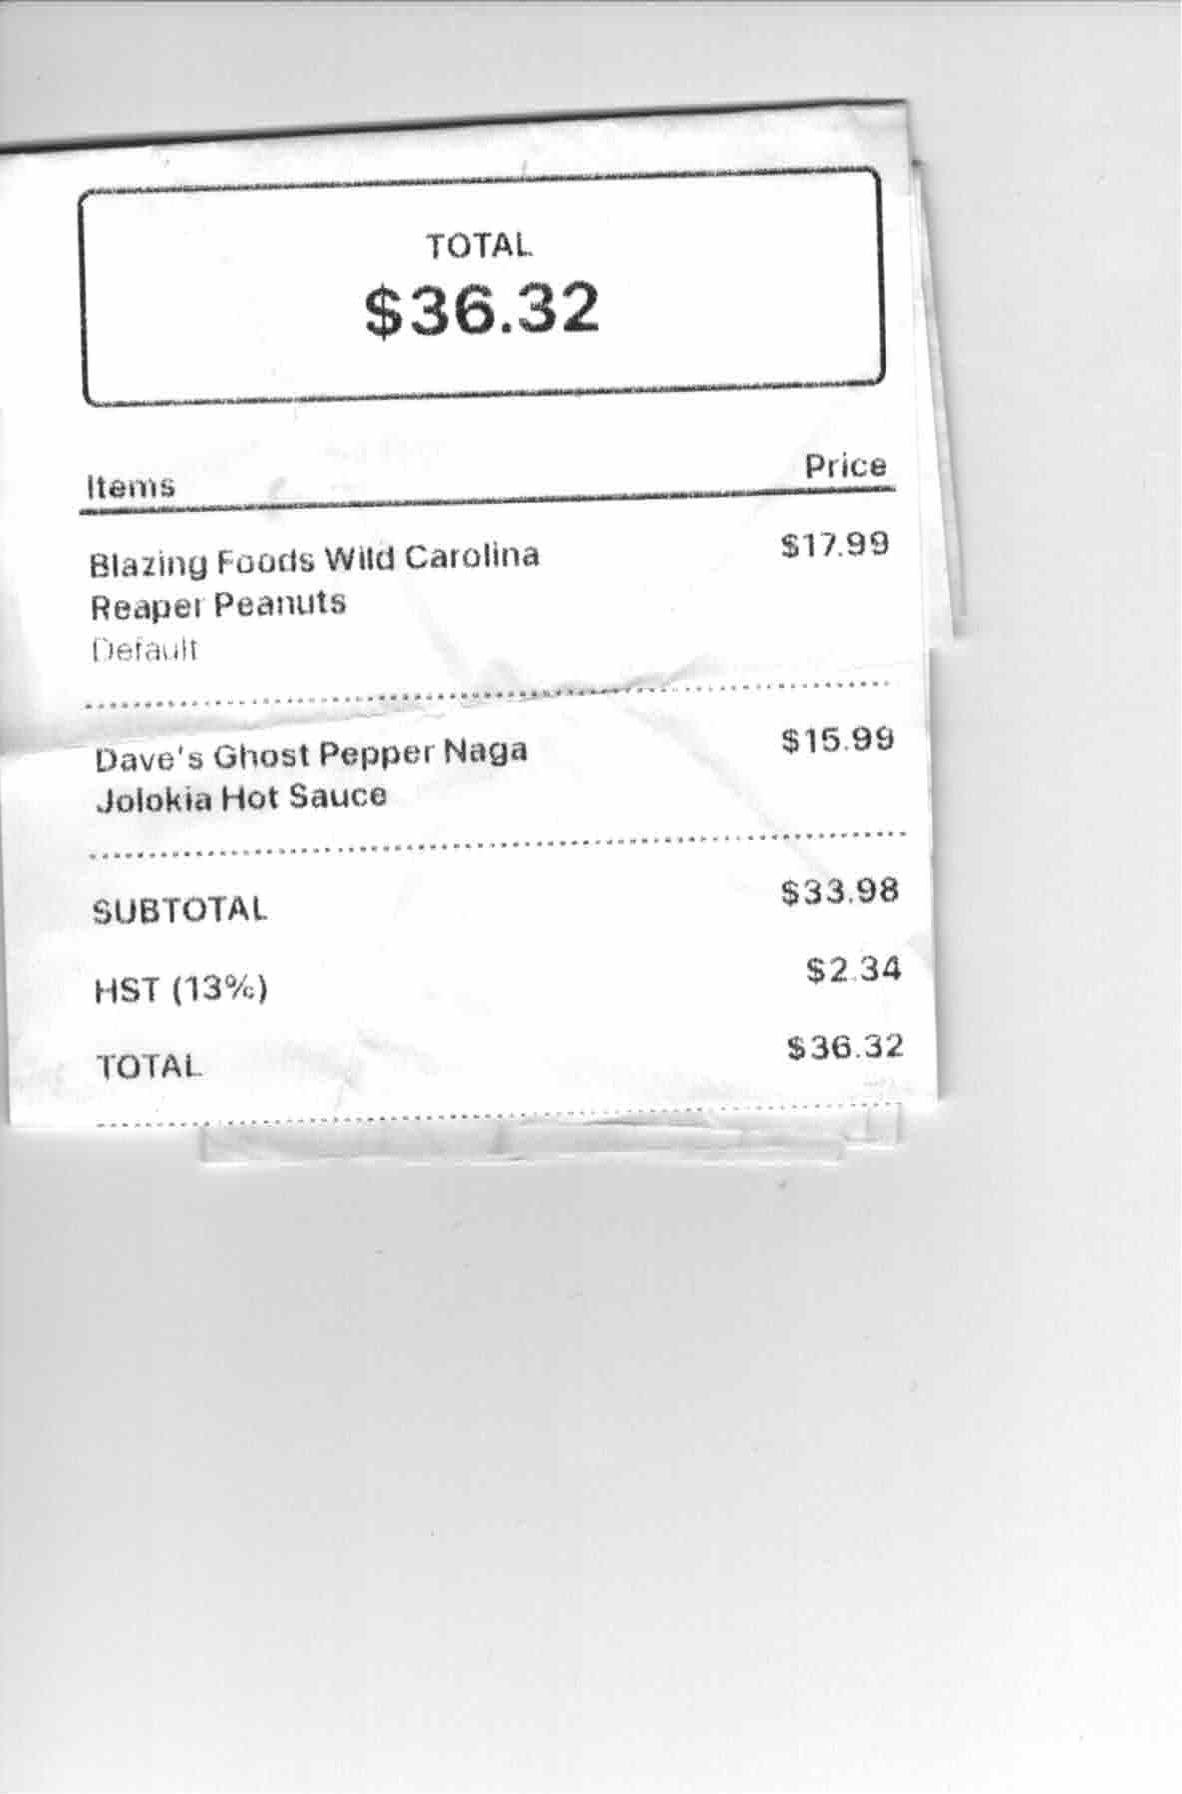 TOTAL
$36.32
Items Price
Blazing Foods Wild Carolina $17.99
Reaper Peanuts
Default
Dave's Ghost Pepper Naga $15.99
Jolokia Hot Sauce
SUBTOTAL $33.98
HST (13%) $2.34
TOTAL $36.32